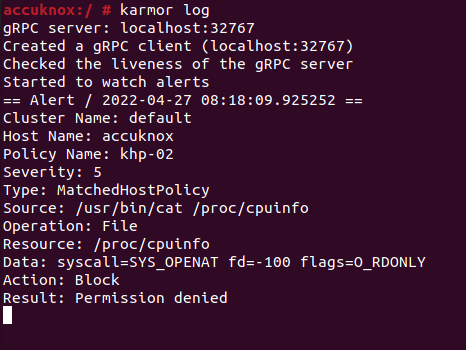 accuknox:/ # karmor log
gRPC server: localhost:32767
Created a gRPC client (localhost:32767)
Checked the liveness of the gRPC server
Started to watch alerts
== Alert / 2022-04-27 08:18:09.925252 ==
Cluster Name: default
Host Name: accuknox
Policy Name: khp-02
Severity: 5
Type: MatchedHostPolicy
Source: /usr/bin/cat /proc/cpuinfo
Operation: File
Resource: /proc/cpuinfo
Data: syscall=SYS_OPENAT fd=-100 flags=O_RDONLY
Action: Block
Result: Permission denied